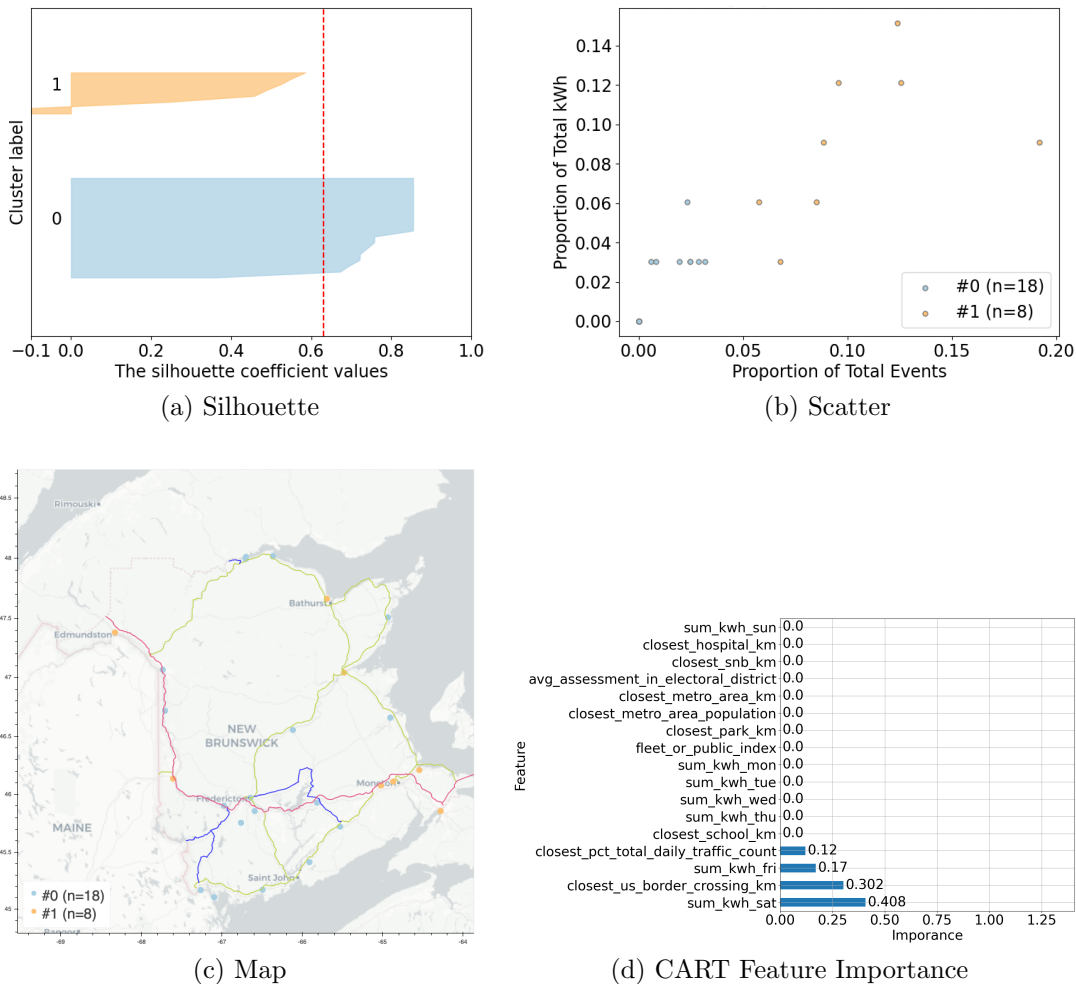 1
0
Cluster label
−0.1 0.0 0.2 0.4 0.6 0.8 1.0
The silhouette coefficient values
(a) Silhouette
0.14
0.12
0.10
0.08
0.06
0.04
0.02
0.00
Proportion of Total kWh
#0 (n=18)
#1 (n=8)
0.00 0.05 0.10 0.15 0.20
Proportion of Total Events
(b) Scatter
48.5
Rimouski
48
Bathurst
47.5
Edmundston
47
NEW
BRUNSWICK
46.5
Moncton
46
Fredericton
MAINE
45.5
Saint John
#0 (n=18)
#1 (n=8)
45
-69 -68 -67 -66 -65 -64
(c) Map
Feature
sum_kwh_sun 0.0
closest_hospital_km 0.0
closest_snb_km 0.0
avg_assessment_in_electoral_district 0.0
closest_metro_area_km 0.0
closest_metro_area_population 0.0
closest_park_km 0.0
fleet_or_public_index 0.0
sum_kwh_mon 0.0
sum_kwh_tue 0.0
sum_kwh_wed 0.0
sum_kwh_thu 0.0
closest_school_km 0.0
closest_pct_total_daily_traffic_count 0.12
sum_kwh_fri 0.17
closest_us_border_crossing_km 0.302
sum_kwh_sat 0.408
0.00 0.25 0.50 0.75 1.00 1.25
Imporance
(d) CART Feature Importance